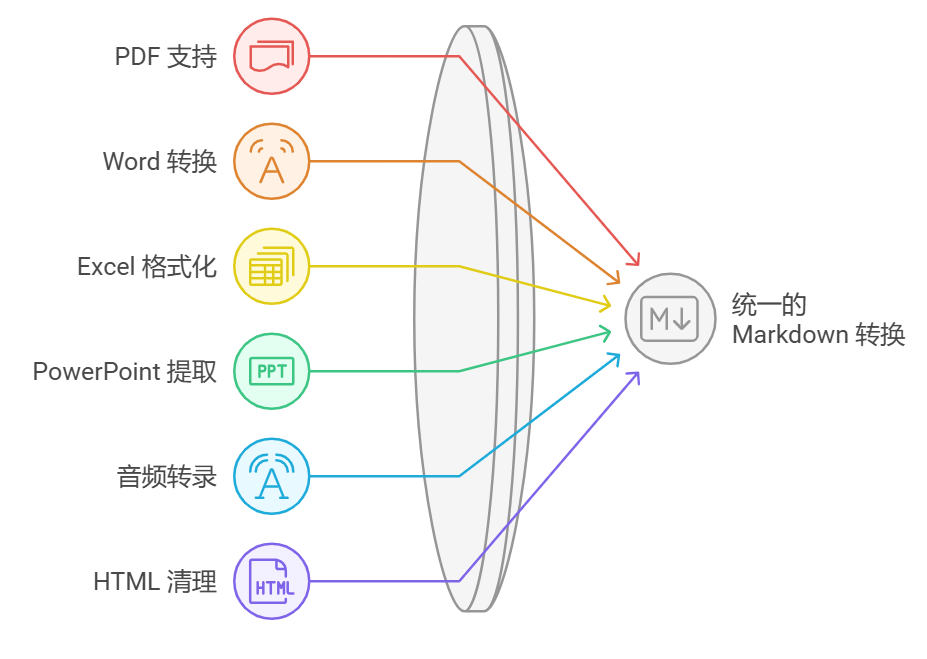 PDF 支持
Word 转换
A
Excel 格式化
PowerPoint 提取
PPT
音频转录
A
HTML 清理
HTML
M↓
统一的
Markdown 转换